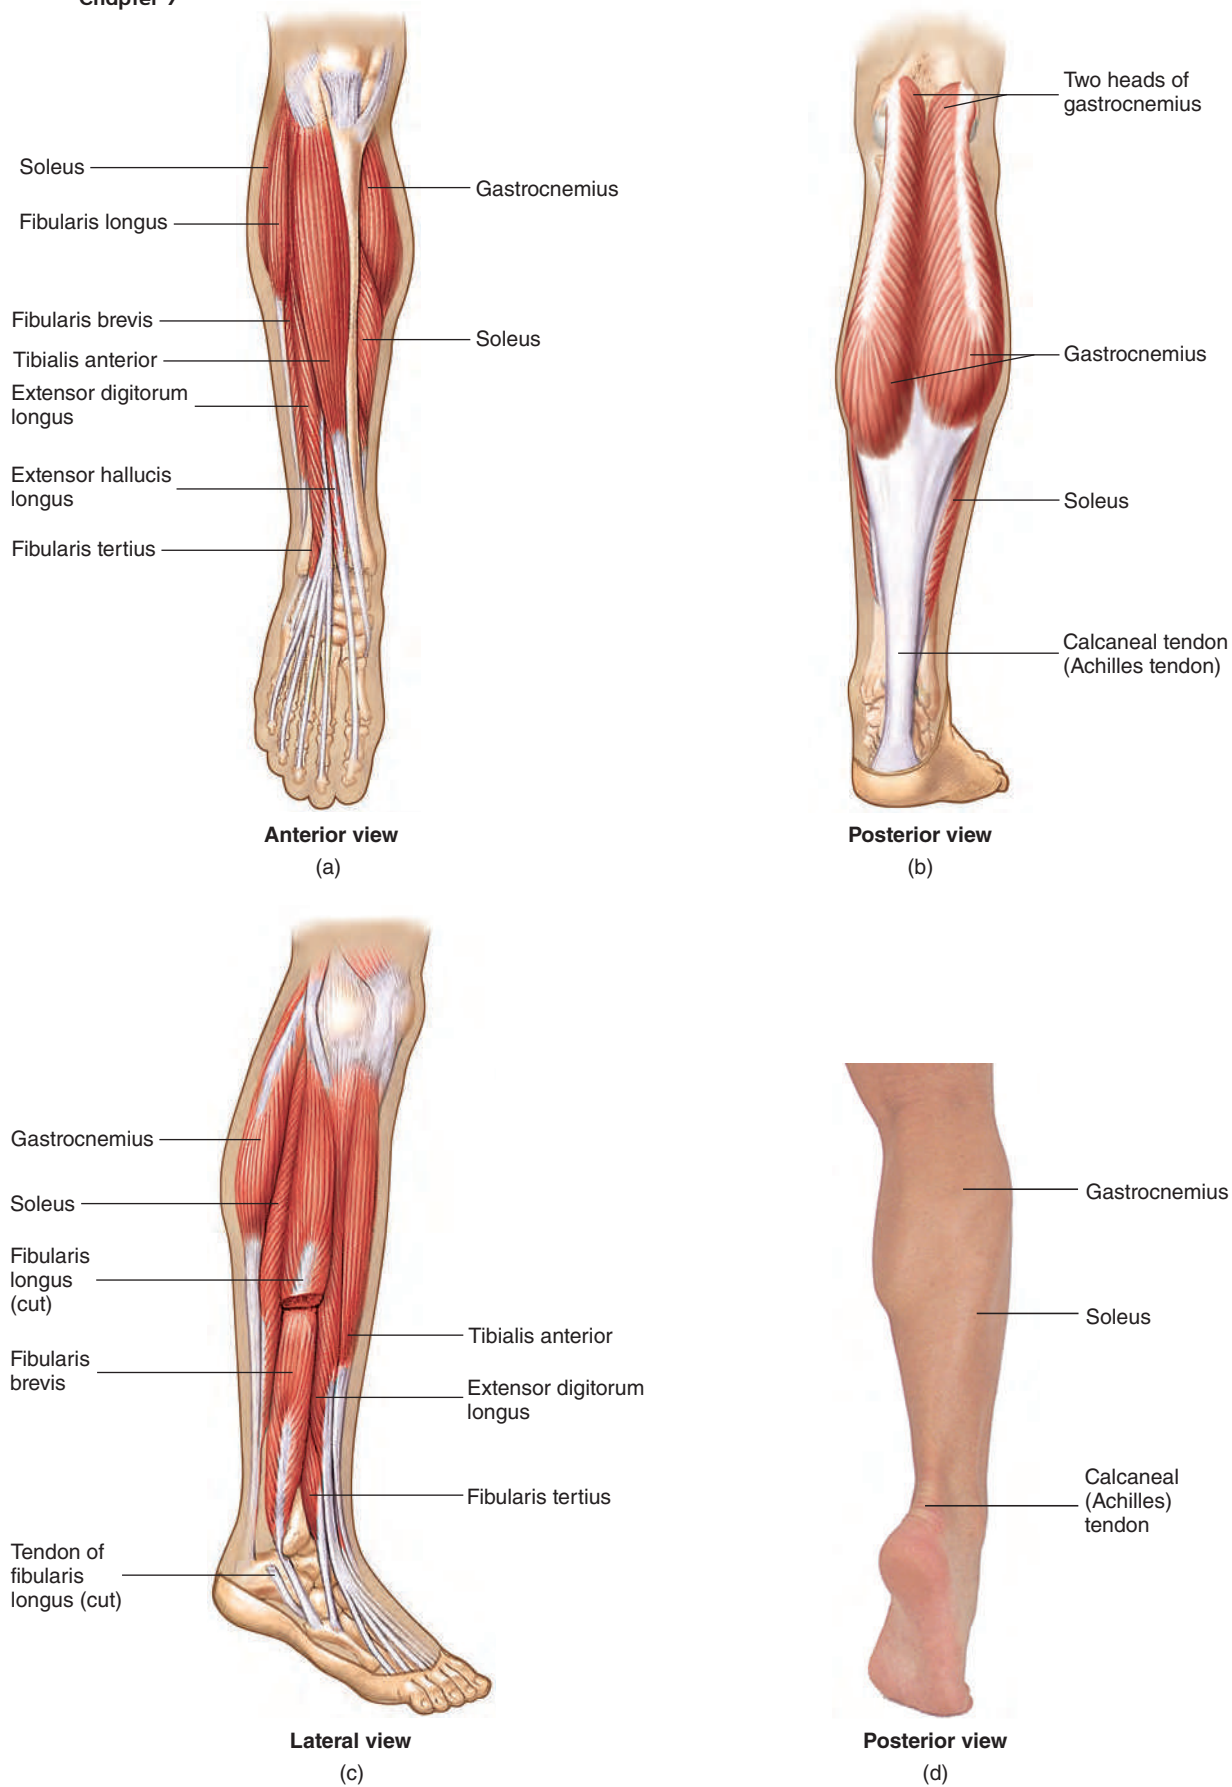 Chapter 7
Soleus
Fibularis longus
Fibularis brevis
Tibialis anterior
Extensor digitorum
longus
Extensor hallucis
longus
Fibularis tertius
Gastrocnemius
Soleus
Anterior view
(a)
Two heads of
gastrocnemius
Gastrocnemius
Soleus
Calcaneal tendon
(Achilles tendon)
Posterior view
(b)
Gastrocnemius
Soleus
Fibularis
longus
(cut)
Fibularis
brevis
Tendon of
fibularis
longus (cut)
Tibialis anterior
Extensor digitorum
longus
Fibularis tertius
Lateral view
(c)
Gastrocnemius
Soleus
Calcaneal
(Achilles)
tendon
Posterior view
(d)